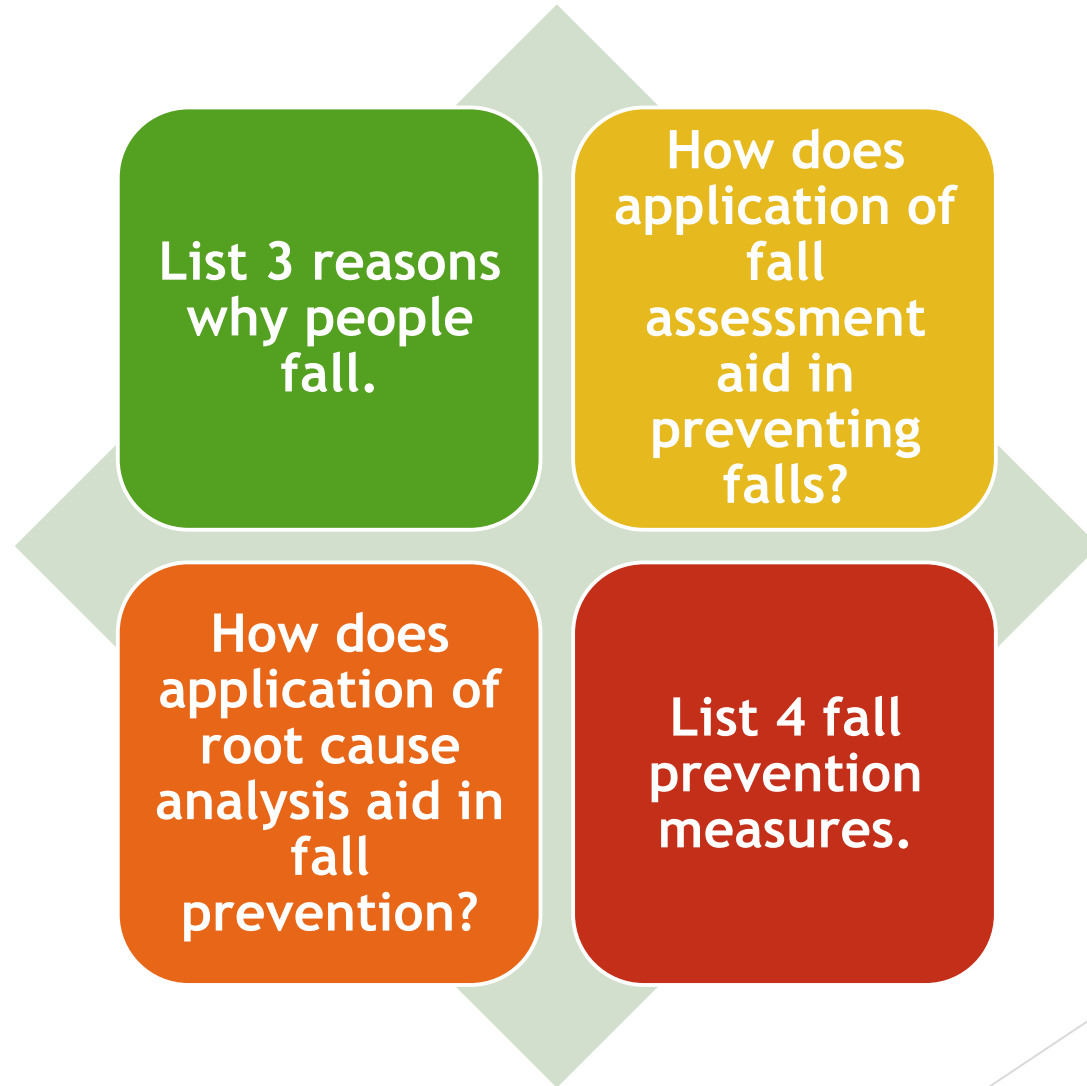 List 3 reasons
why people
fall.
How does
application of
fall
assessment
aid in
preventing
falls?
How does
application of
root cause
analysis aid in
fall
prevention?
List 4 fall
prevention
measures.